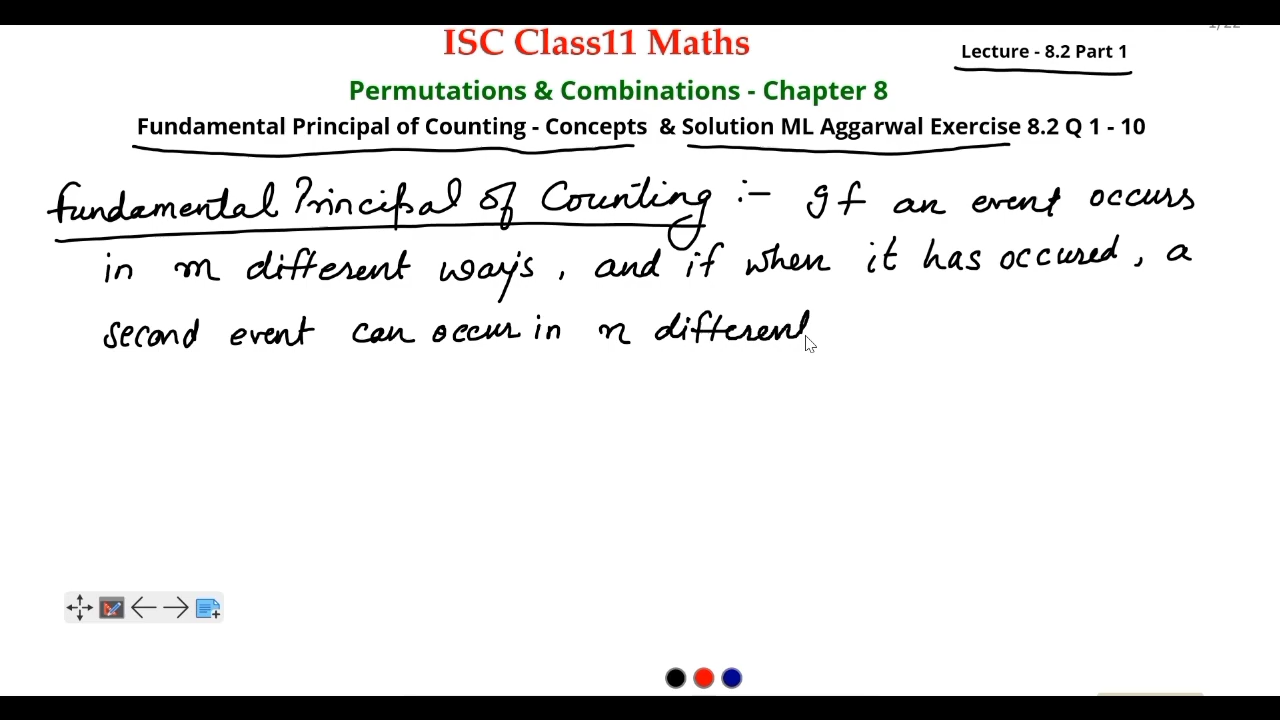 ISC Class11 Maths
Lecture - 8.2 Part 1
Permutations & Combinations - Chapter 8
Fundamental Principal of Counting - Concepts & Solution ML Aggarwal Exercise 8.2 Q 1 - 10
fundamental Principal of Counting :- If an event occurs
in m different ways, and if when it has occured, a
second event can occur in n different